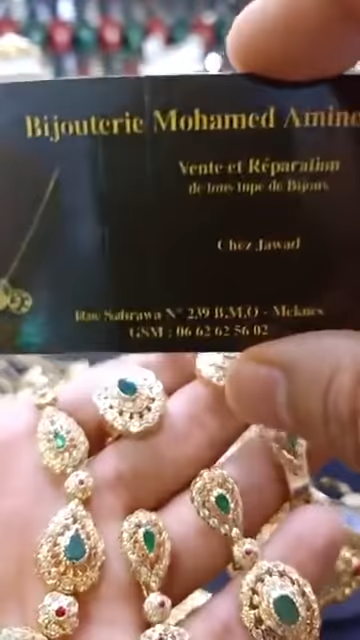 Bijouterie Mohamed Amine
Vente et Réparation
de tous type de Bijoux
Chez Jawad
Rue Sahrawa N° 239 B.M.O - Meknes
GSM : 06 62 62 56 02